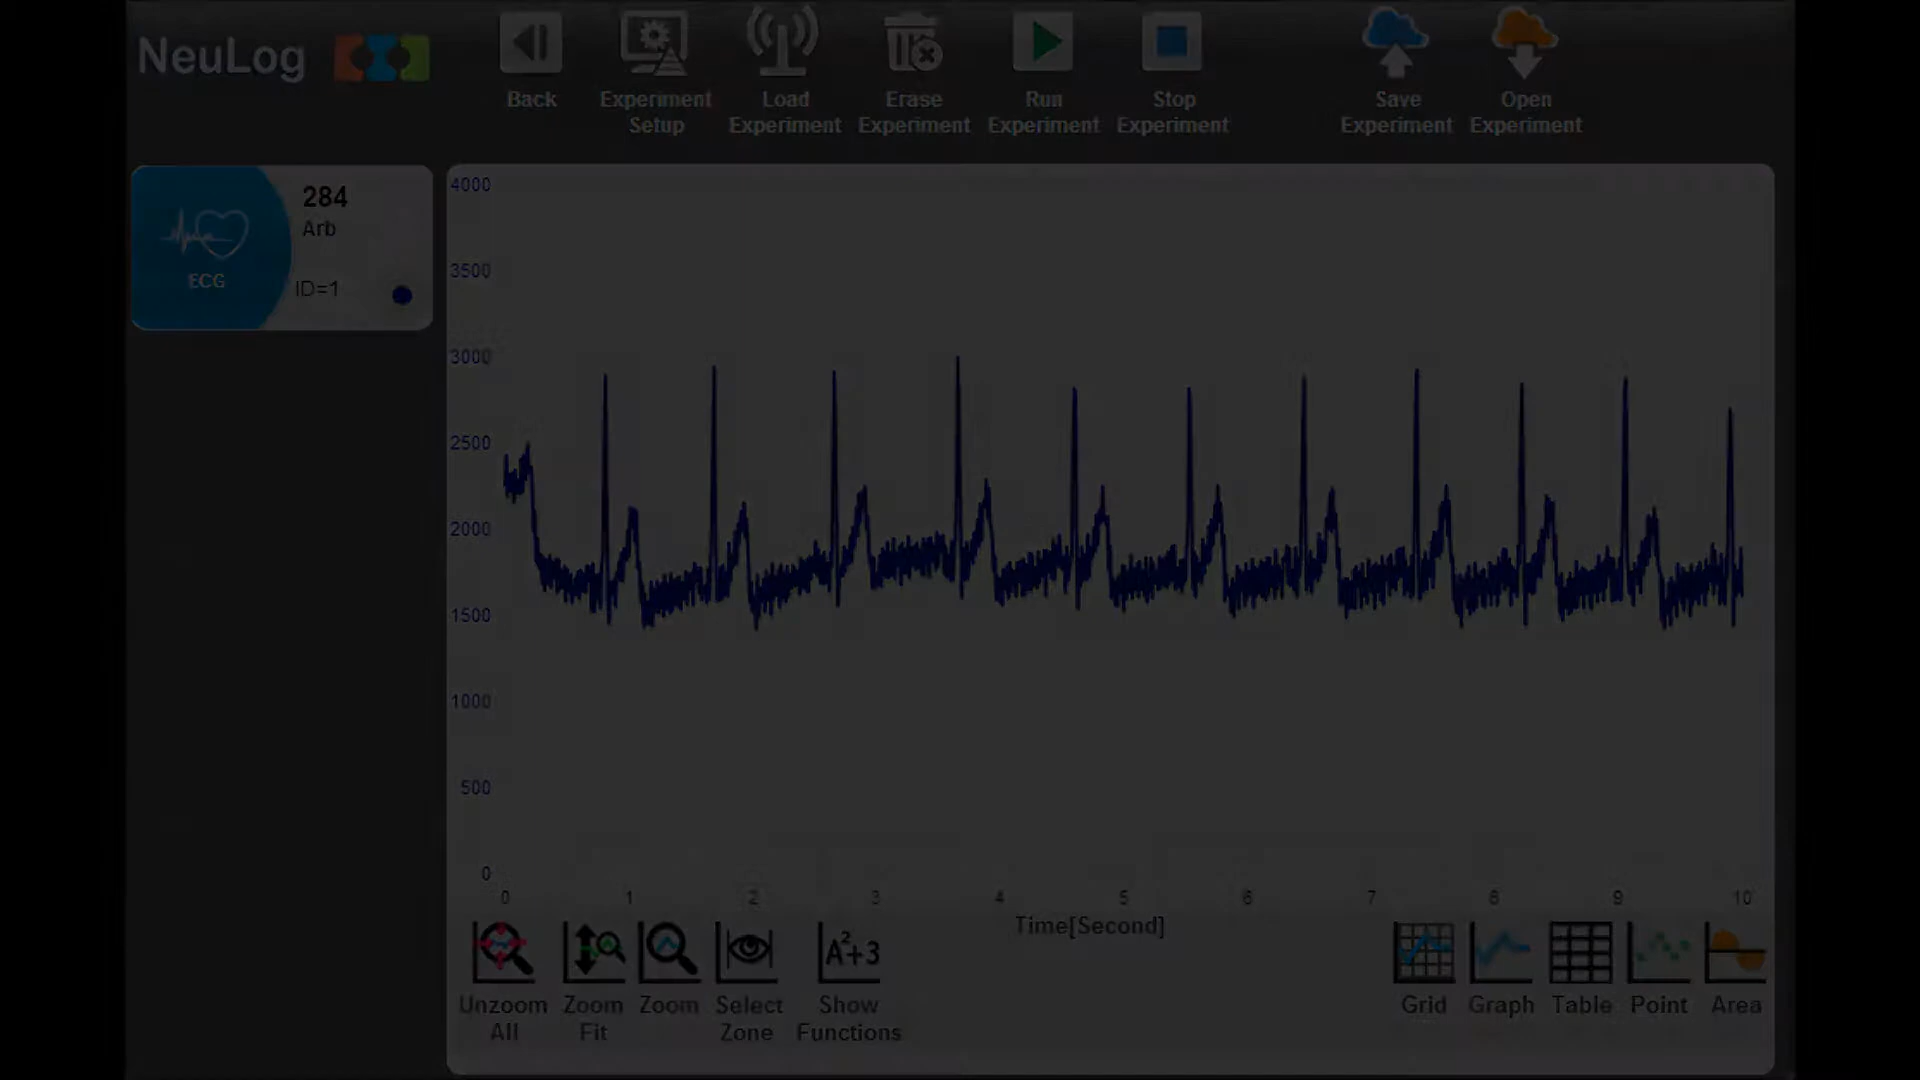 NeuLog
Back
Experiment
Setup
Load
Experiment
Erase
Experiment
Run
Experiment
Stop
Experiment
Save
Experiment
Open
Experiment
284
Arb
ECG
ID=1
4000
3500
3000
2500
2000
1500
1000
500
0
0 1 2 3 4 5 6 7 8 9 10
Time[Second]
A²+3
Unzoom
All
Zoom
Fit
Zoom
Select
Zone
Show
Functions
Grid
Graph
Table
Point
Area